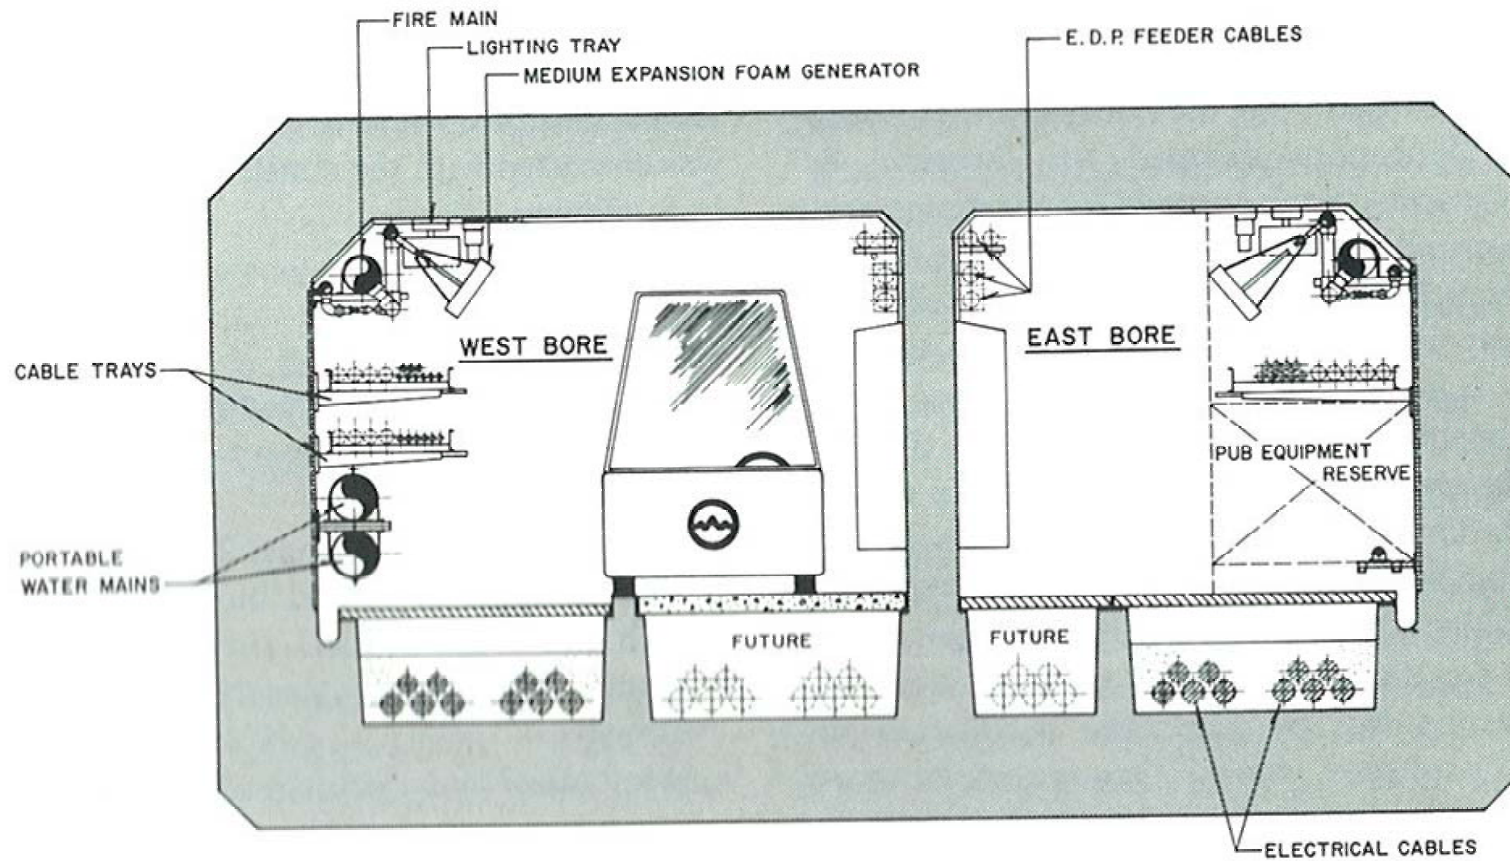 FIRE MAIN
LIGHTING TRAY
MEDIUM EXPANSION FOAM GENERATOR
E.D.P. FEEDER CABLES
WEST BORE
EAST BORE
CABLE TRAYS
PUB EQUIPMENT
RESERVE
PORTABLE
WATER MAINS
FUTURE
FUTURE
ELECTRICAL CABLES